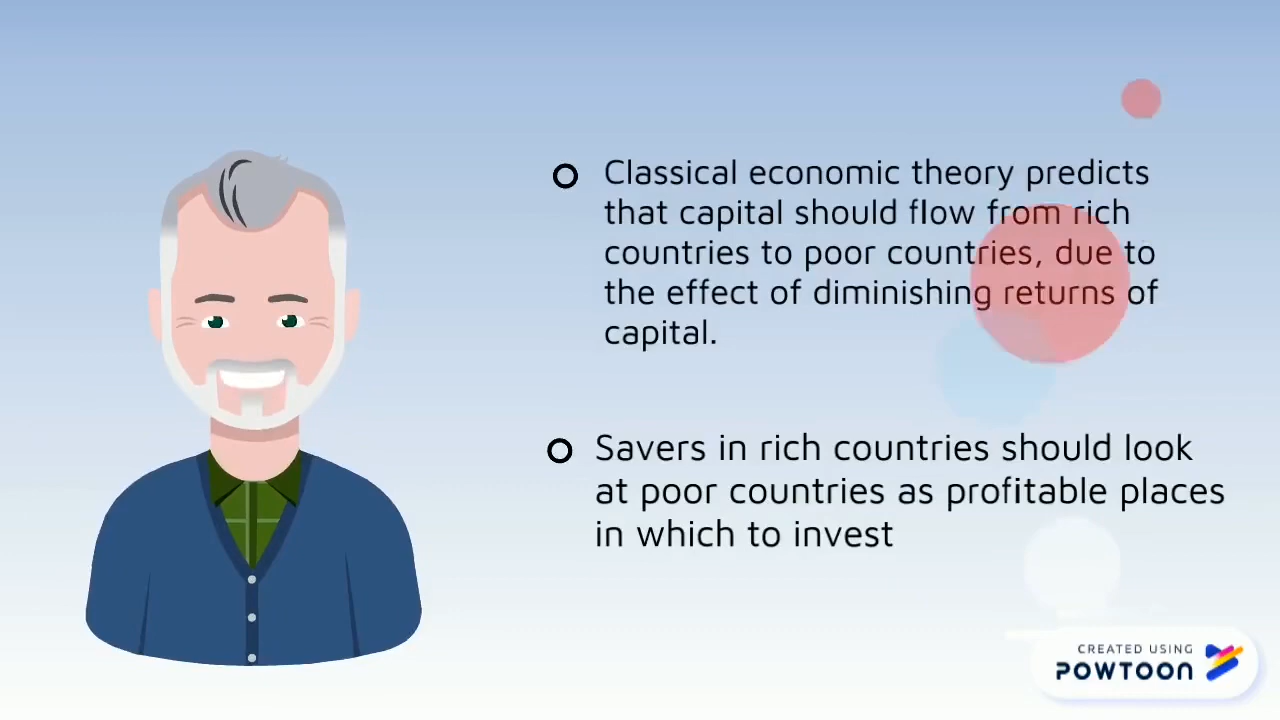 Classical economic theory predicts
that capital should flow from rich
countries to poor countries, due to
the effect of diminishing returns of
capital.
Savers in rich countries should look
at poor countries as profitable places
in which to invest
CREATED USING
POWTOON